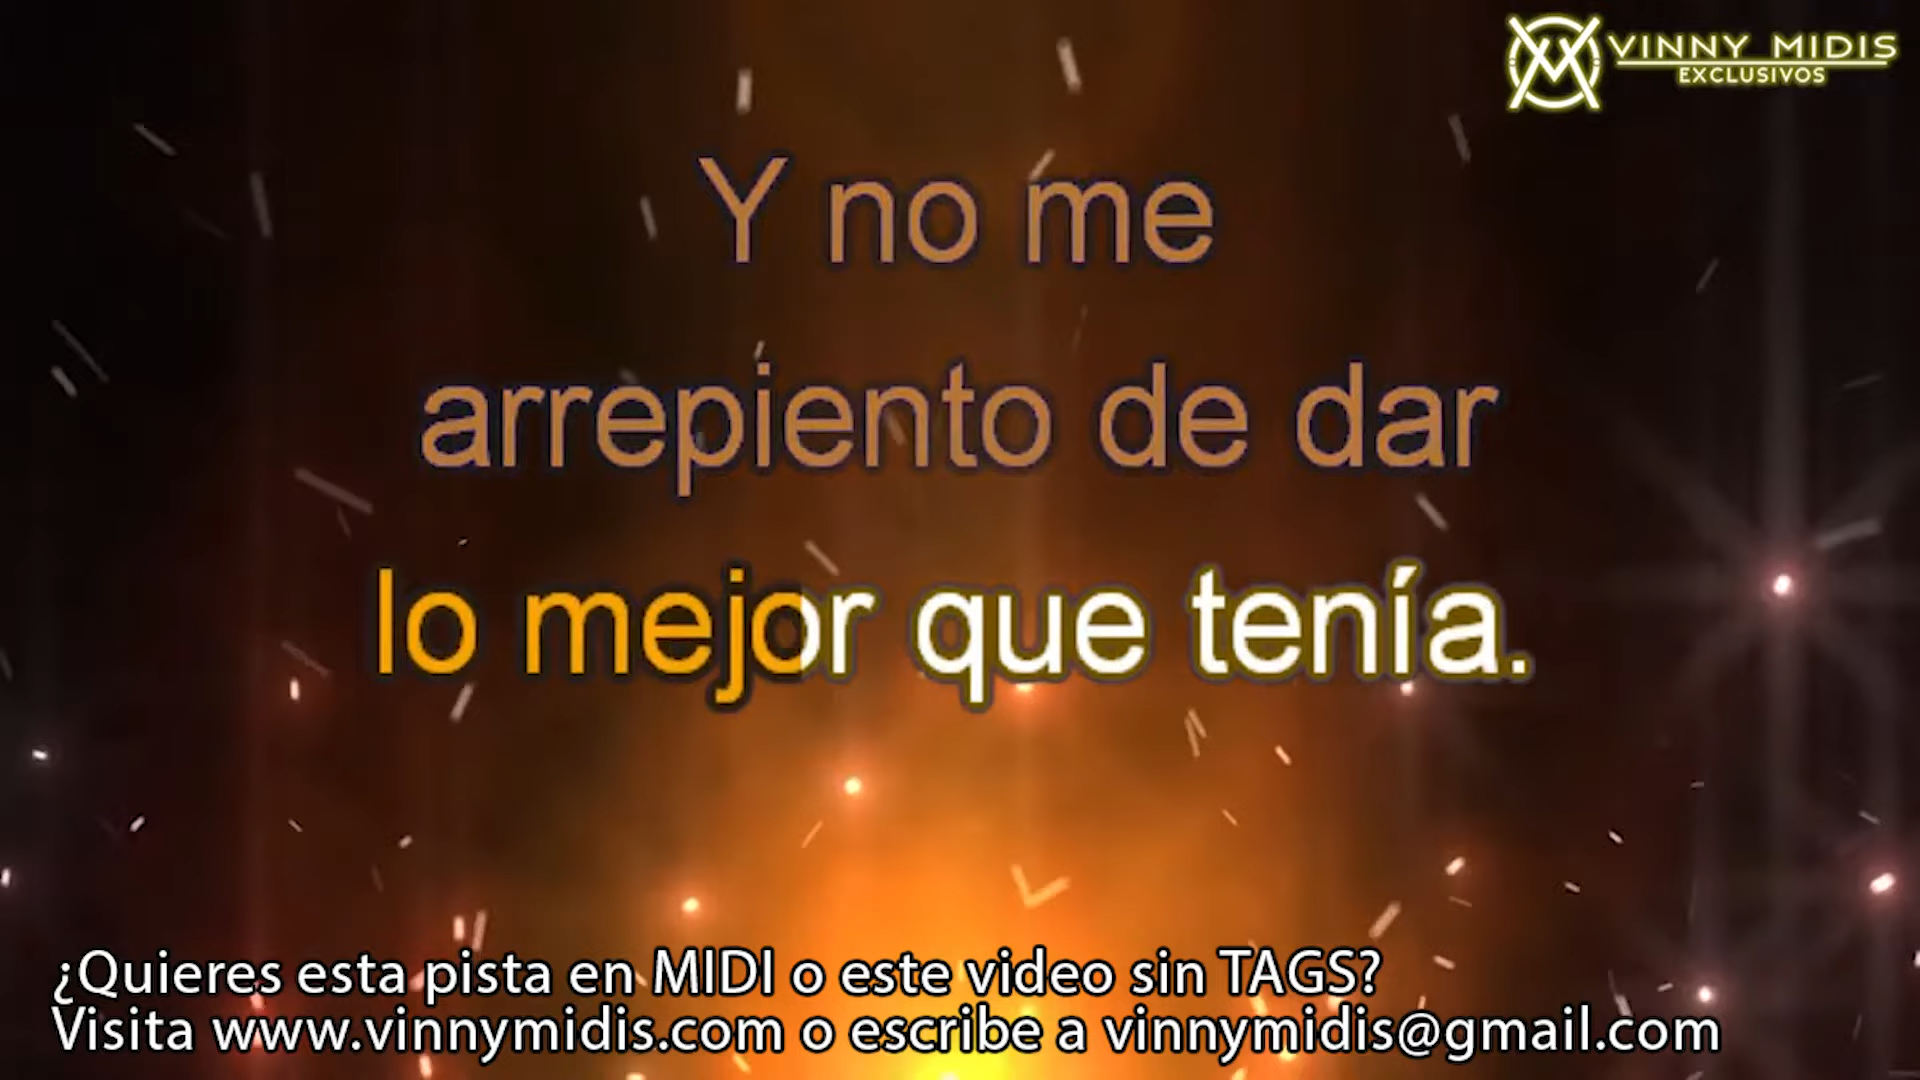 VINNY MIDIS
EXCLUSIVOS
Y no me
arrepiento de dar
lo mejor que tenía.
¿Quieres esta pista en MIDI o este video sin TAGS?
Visita www.vinnymidis.com o escribe a vinnymidis@gmail.com